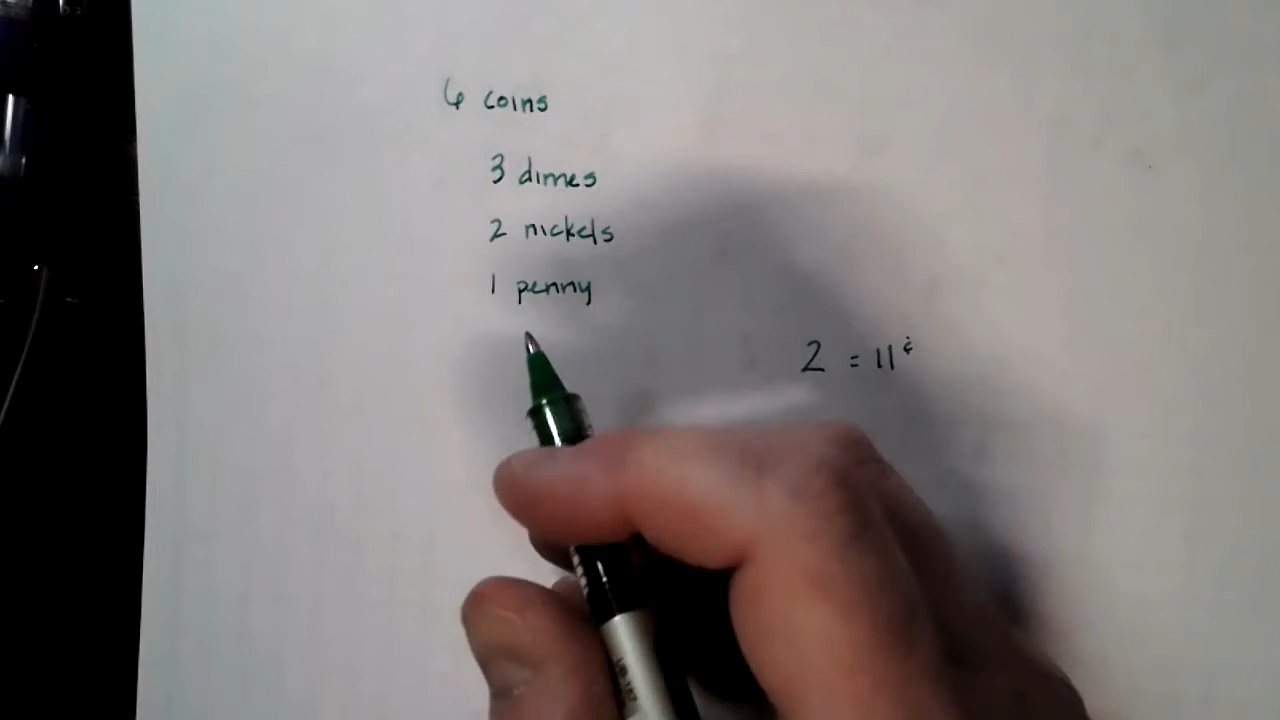 6 coins
3 dimes
2 nickels
1 penny
2 = 11¢